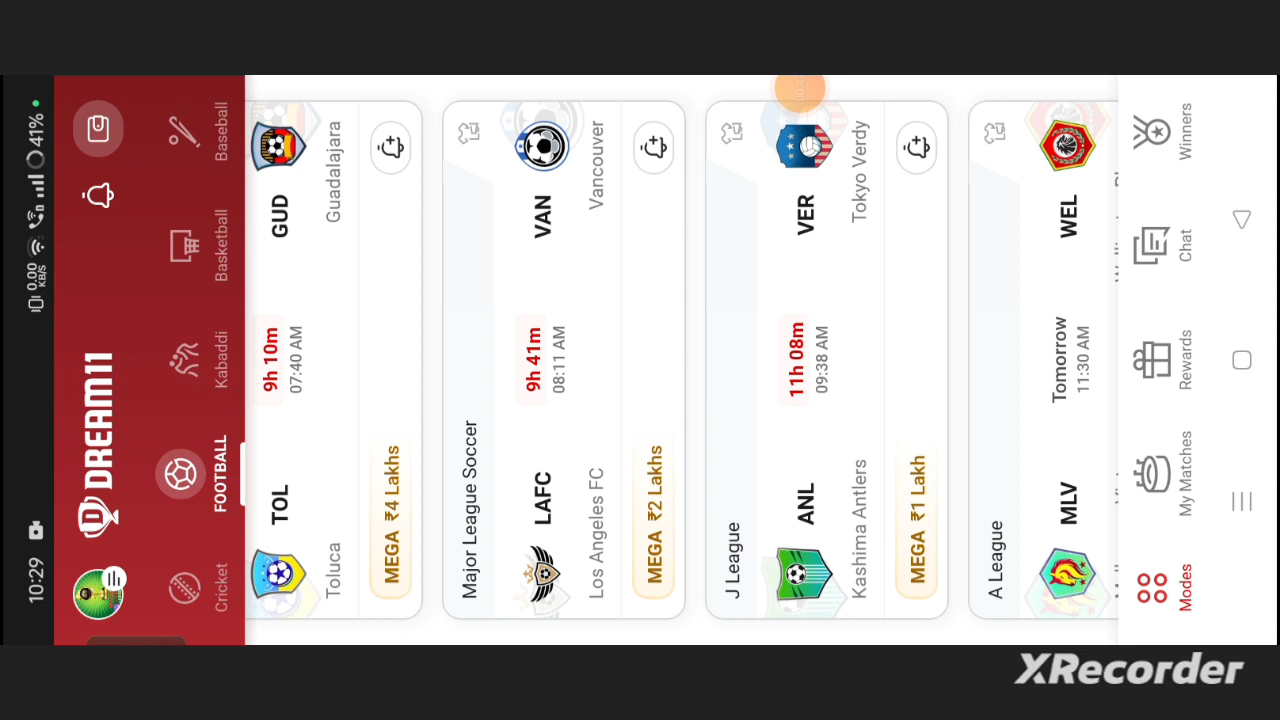 10:29
0.00
KB/S
41%
DREAM11
Cricket
FOOTBALL
Kabaddi
Basketball
Baseball
TOL
9h 10m
GUD
07:40 AM
Toluca
Guadalajara
MEGA ₹4 Lakhs
Major League Soccer
LAFC
9h 41m
VAN
08:11 AM
Los Angeles FC
Vancouver
MEGA ₹2 Lakhs
J League
ANL
11h 08m
VER
09:38 AM
Kashima Antlers
Tokyo Verdy
MEGA ₹1 Lakh
A League
MLV
Tomorrow
WEL
11:30 AM
Modes
My Matches
Rewards
Chat
Winners
XRecorder